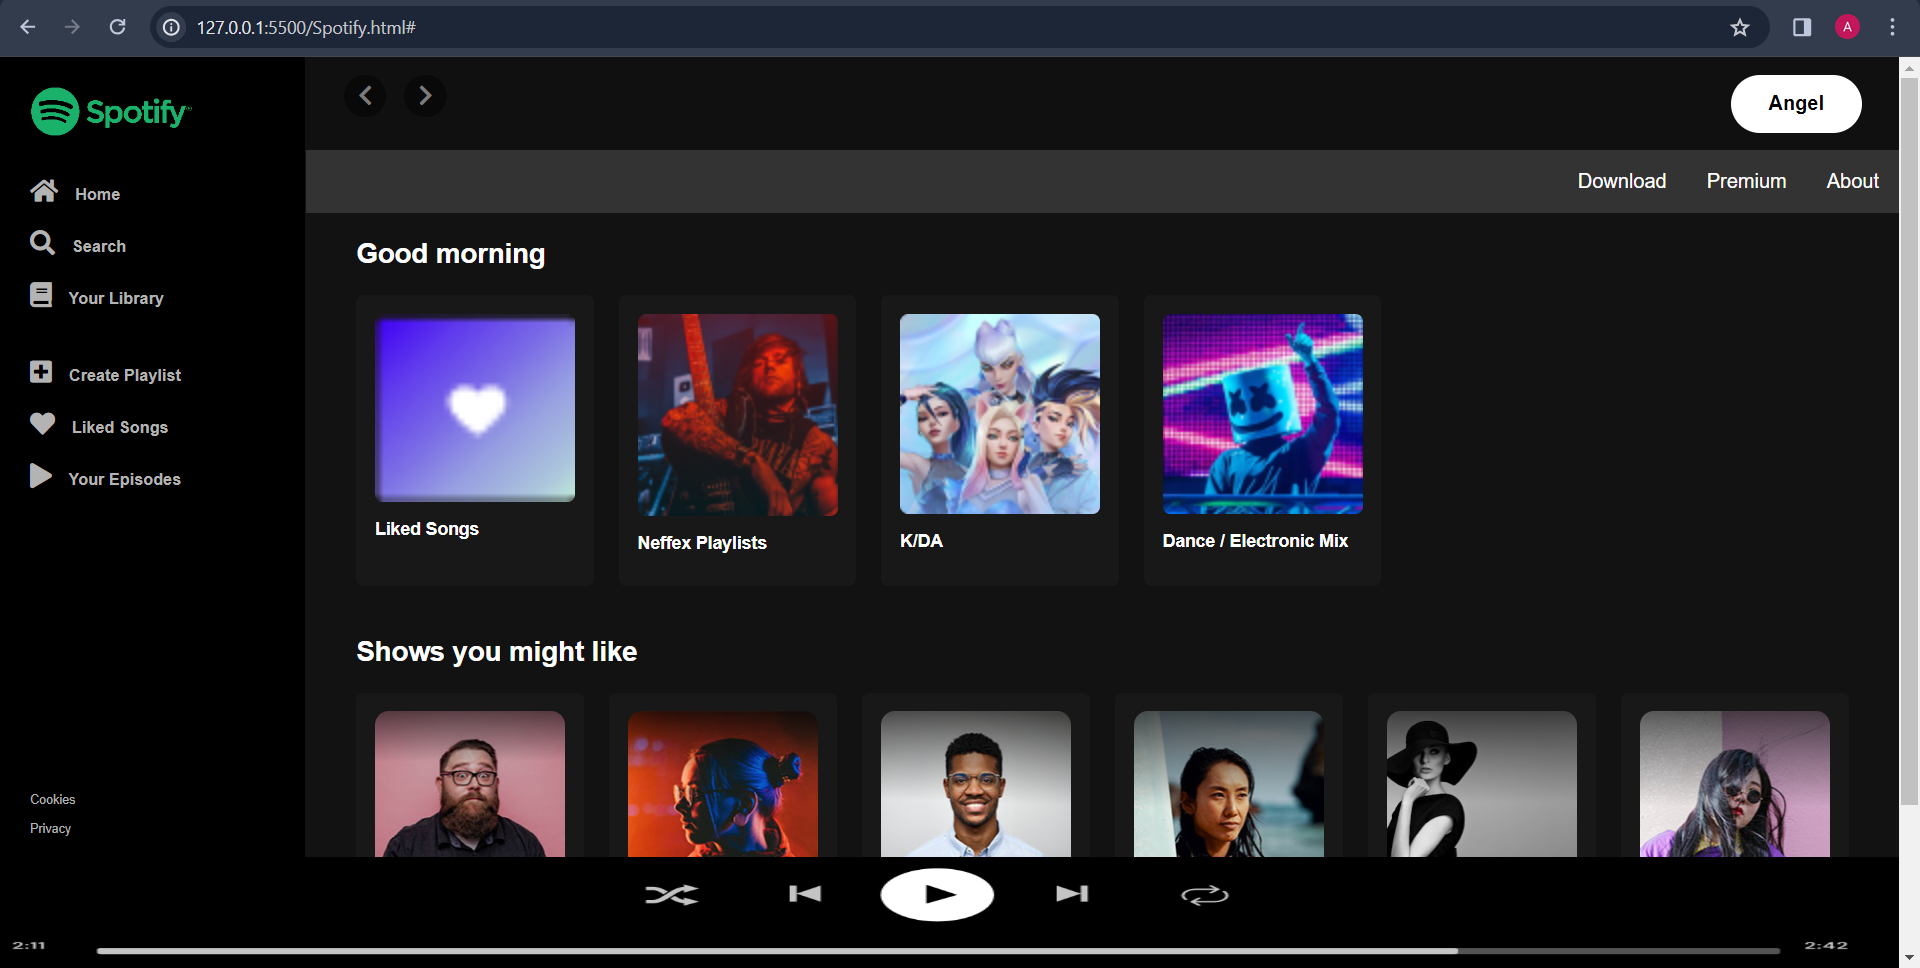 127.0.0.1:5500/Spotify.html#
A
Spotify
Angel
Home
Search
Your Library
Create Playlist
Liked Songs
Your Episodes
Cookies
Privacy
Download Premium About
Good morning
Liked Songs
Neffex Playlists
K/DA
Dance / Electronic Mix
Shows you might like
2:11
2:42